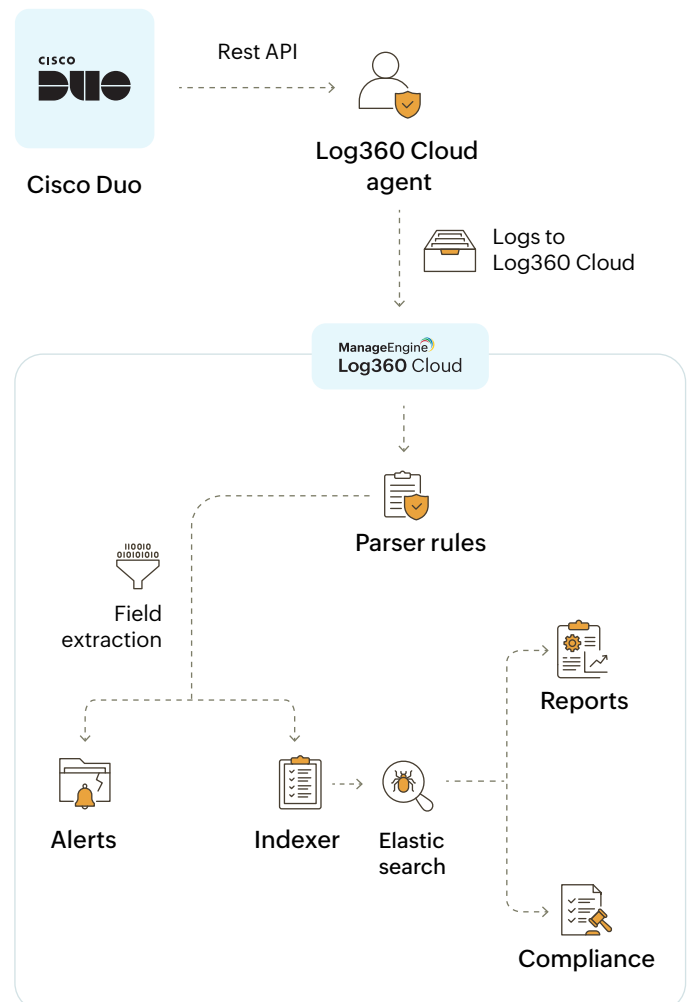 CISCO
DUO
Rest API
Cisco Duo
Log360 Cloud
agent
Logs to
Log360 Cloud
ManageEngine
Log360 Cloud
Parser rules
110010
010101010
Field
extraction
Reports
Alerts
Indexer
Elastic
search
Compliance